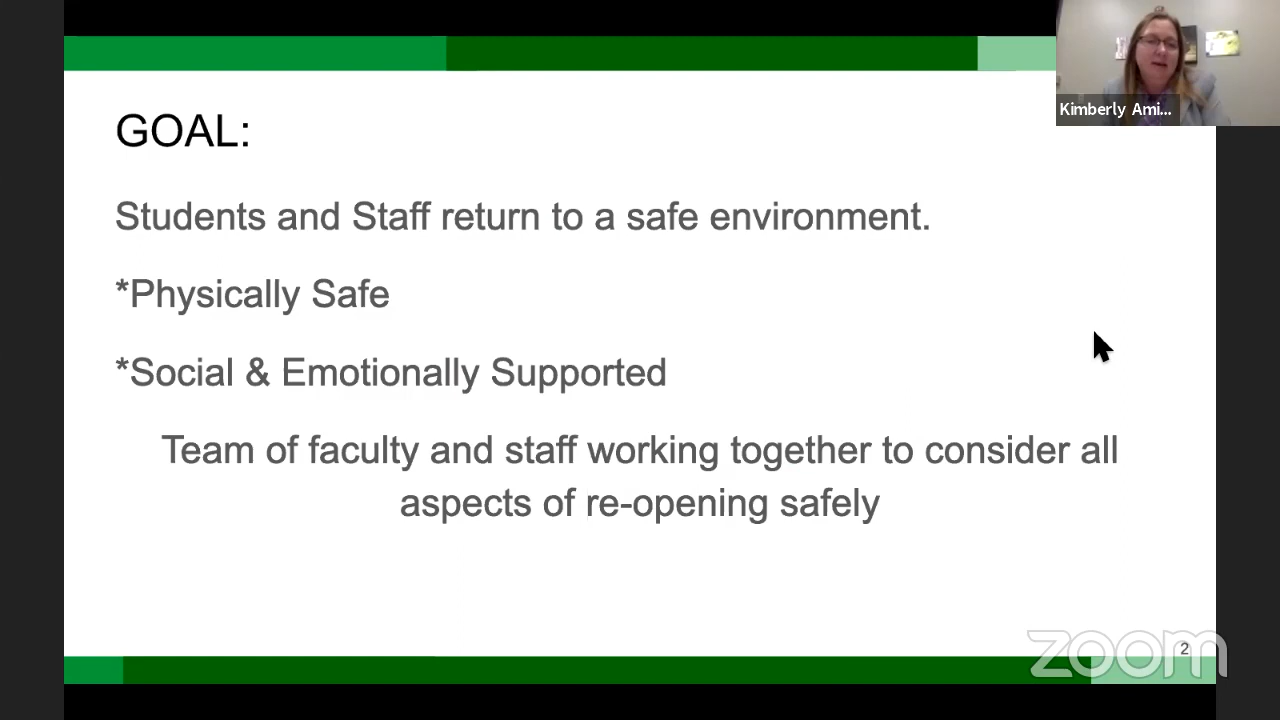 Kimberly Ami...
GOAL:
Students and Staff return to a safe environment.
*Physically Safe
*Social & Emotionally Supported
Team of faculty and staff working together to consider all
aspects of re-opening safely
2
zoom